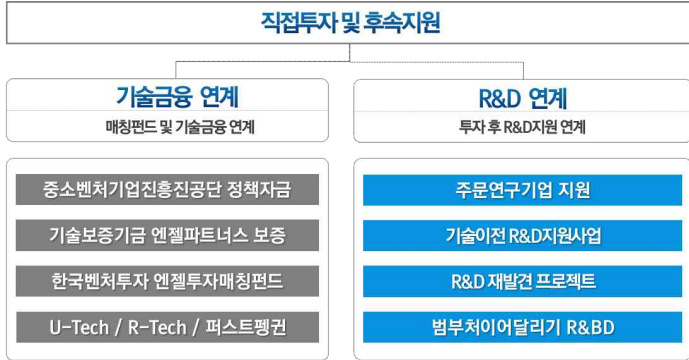 직접투자 및 후속지원
기술금융 연계
매칭펀드 및 기술금융 연계
중소벤처기업진흥진공단 정책자금
기술보증기금 엔젤파트너스 보증
한국벤처투자 엔젤투자매칭펀드
U-Tech / R-Tech / 퍼스트펭귄
R&D 연계
투자 후 R&D지원 연계
주문연구기업 지원
기술이전 R&D지원사업
R&D 재발견 프로젝트
범부처이어달리기 R&BD